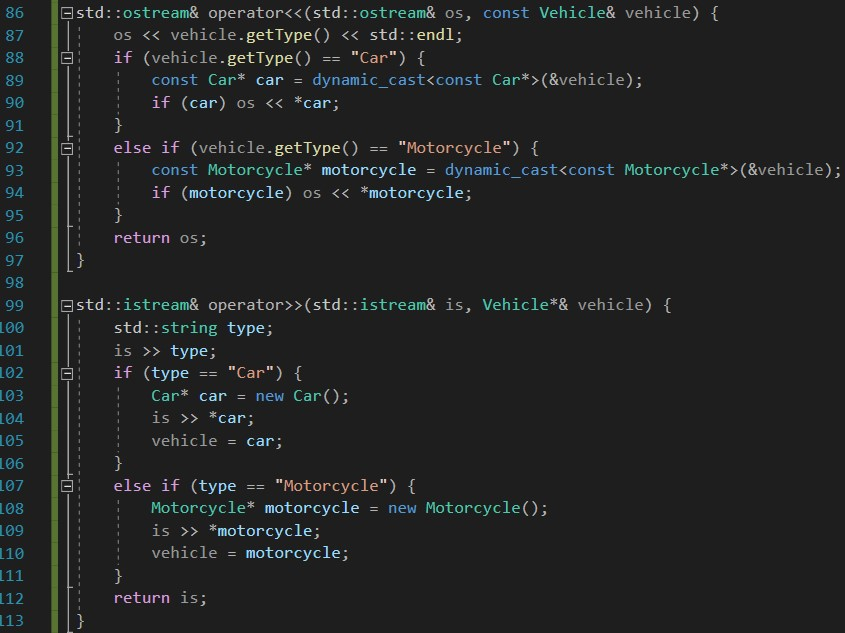 86 std::ostream& operator<<(std::ostream& os, const Vehicle& vehicle) {
87     os << vehicle.getType() << std::endl;
88     if (vehicle.getType() == "Car") {
89         const Car* car = dynamic_cast<const Car*>(&vehicle);
90         if (car) os << *car;
91     }
92     else if (vehicle.getType() == "Motorcycle") {
93         const Motorcycle* motorcycle = dynamic_cast<const Motorcycle*>(&vehicle);
94         if (motorcycle) os << *motorcycle;
95     }
96     return os;
97 }
98
99 std::istream& operator>>(std::istream& is, Vehicle*& vehicle) {
100     std::string type;
101     is >> type;
102     if (type == "Car") {
103         Car* car = new Car();
104         is >> *car;
105         vehicle = car;
106     }
107     else if (type == "Motorcycle") {
108         Motorcycle* motorcycle = new Motorcycle();
109         is >> *motorcycle;
110         vehicle = motorcycle;
111     }
112     return is;
113 }